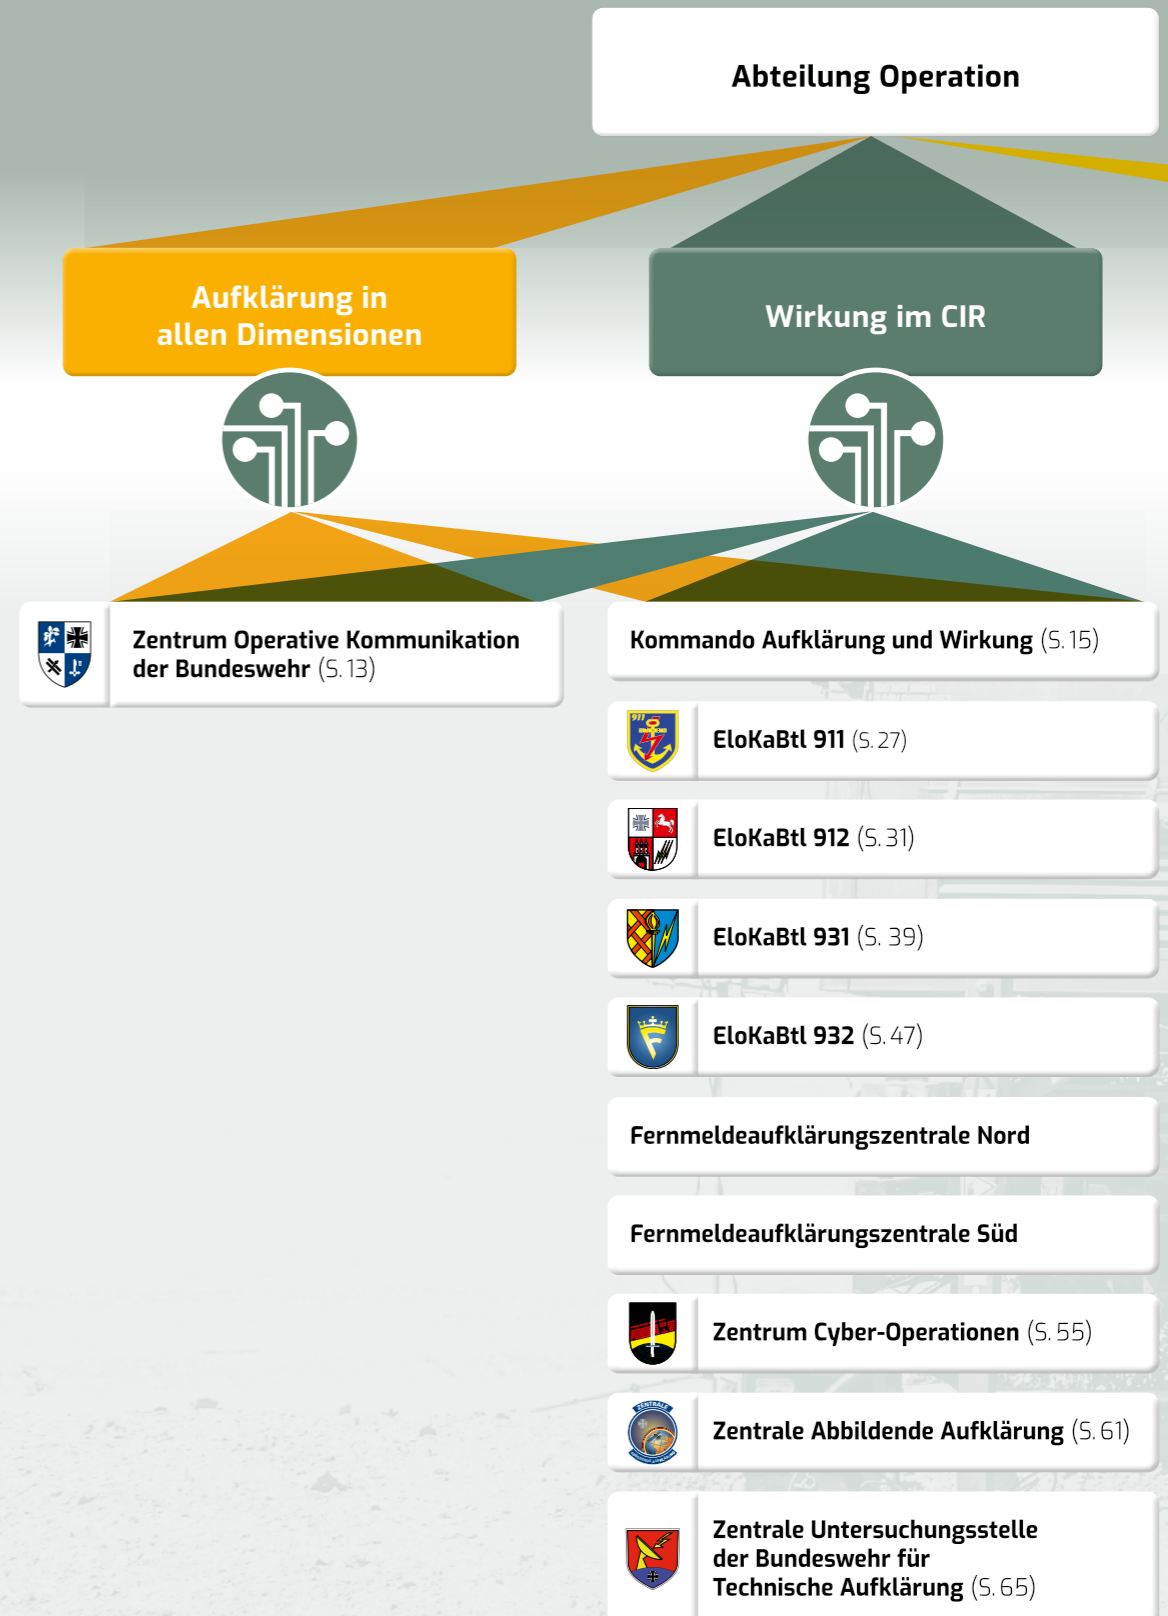 Abteilung Operation
Aufklärung in
allen Dimensionen
Wirkung im CIR
Zentrum Operative Kommunikation
der Bundeswehr (S. 13)
Kommando Aufklärung und Wirkung (S. 15)
911
EloKaBtl 911 (S. 27)
EloKaBtl 912 (S. 31)
EloKaBtl 931 (S. 39)
F
EloKaBtl 932 (S. 47)
Fernmeldeaufklärungszentrale Nord
Fernmeldeaufklärungszentrale Süd
Zentrum Cyber-Operationen (S. 55)
ZENTRALE
Zentrale Abbildende Aufklärung (S. 61)
Zentrale Untersuchungsstelle
der Bundeswehr für
Technische Aufklärung (S. 65)